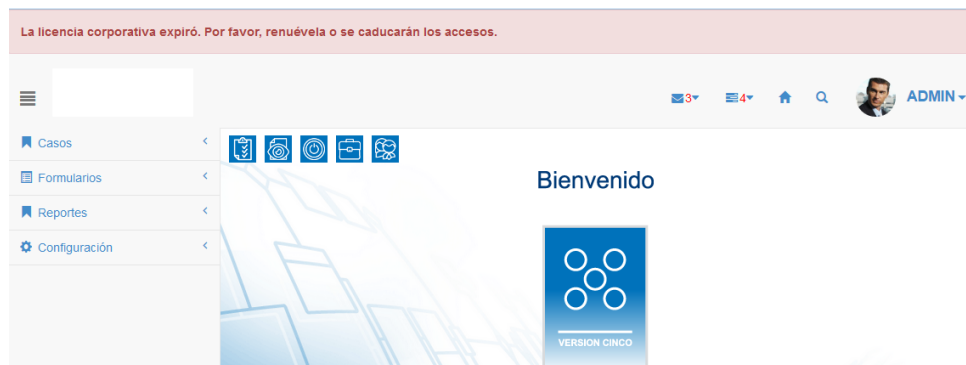 La licencia corporativa expiró. Por favor, renuévela o se caducarán los accesos.
3
4
ADMIN
Casos
Formularios
Reportes
Configuración
Bienvenido
VERSION CINCO